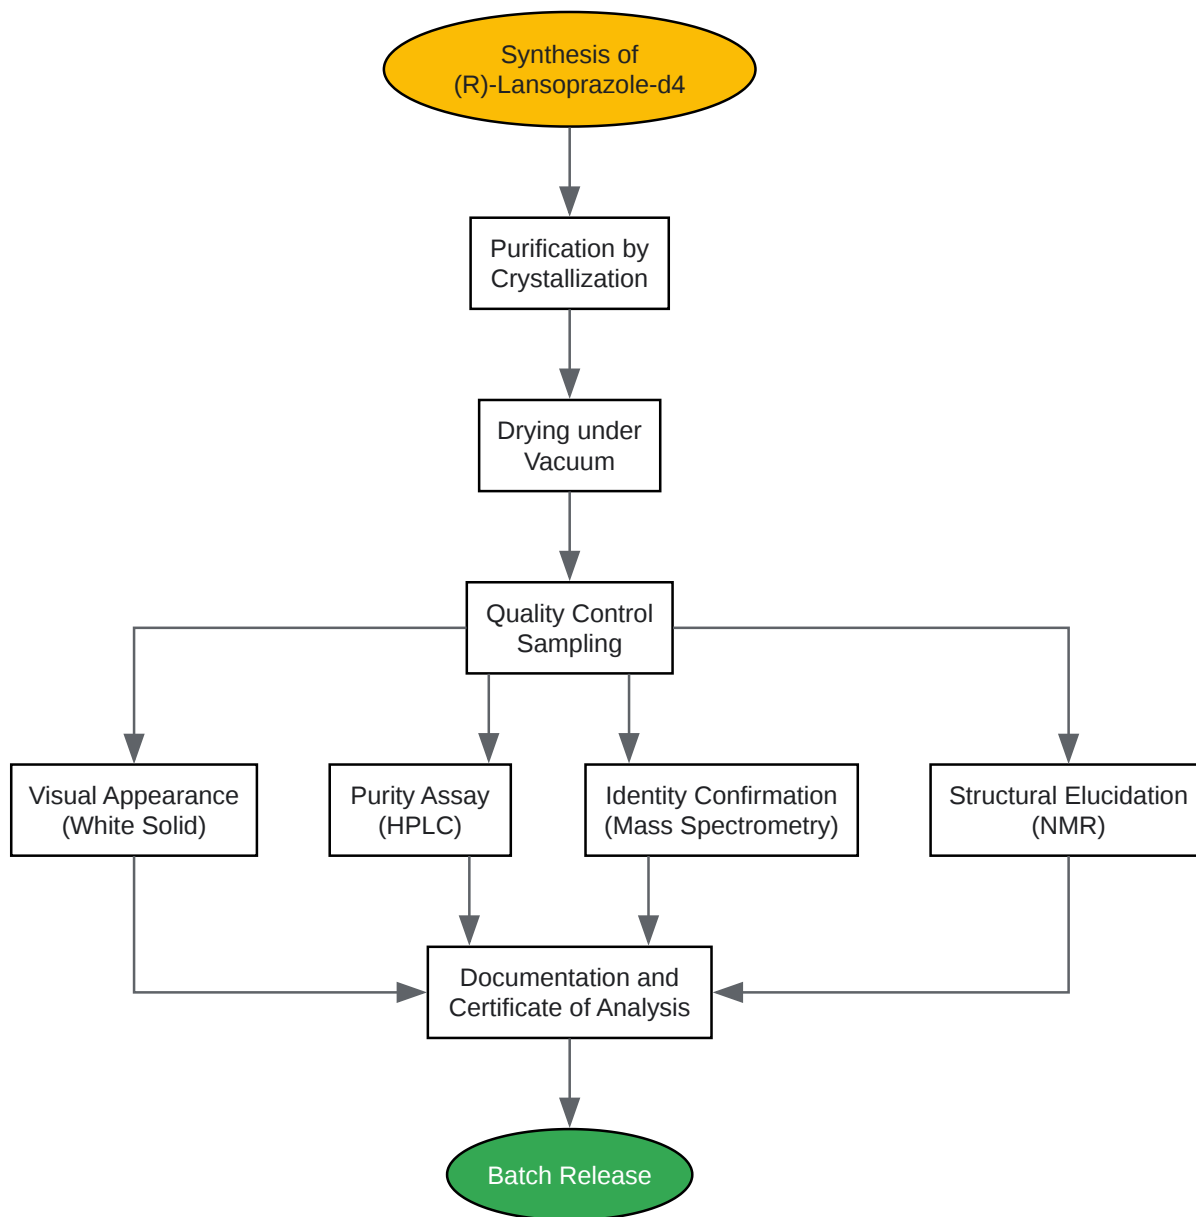 Synthesis of
(R)-Lansoprazole-d4
Purification by
Crystallization
Drying under
Vacuum
Quality Control
Sampling
Visual Appearance
(White Solid)
Purity Assay
(HPLC)
Identity Confirmation
(Mass Spectrometry)
Structural Elucidation
(NMR)
Documentation and
Certificate of Analysis
Batch Release